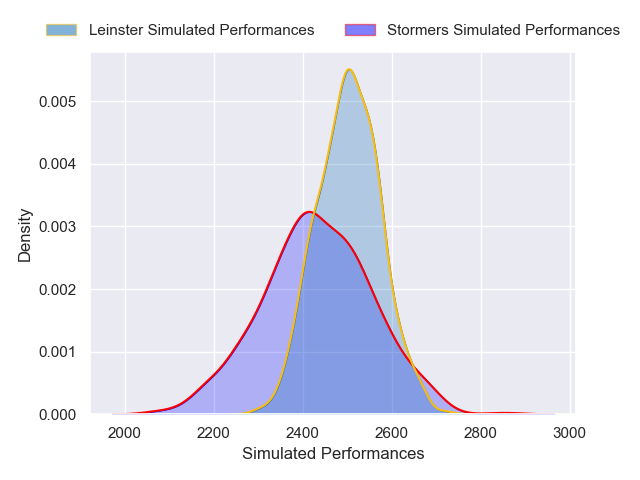 Leinster Simulated Performances Stormers Simulated Performances
0.005
0.004
0.003
0.002
0.001
0.000
Density
2000 2200 2400 2600 2800 3000
Simulated Performances